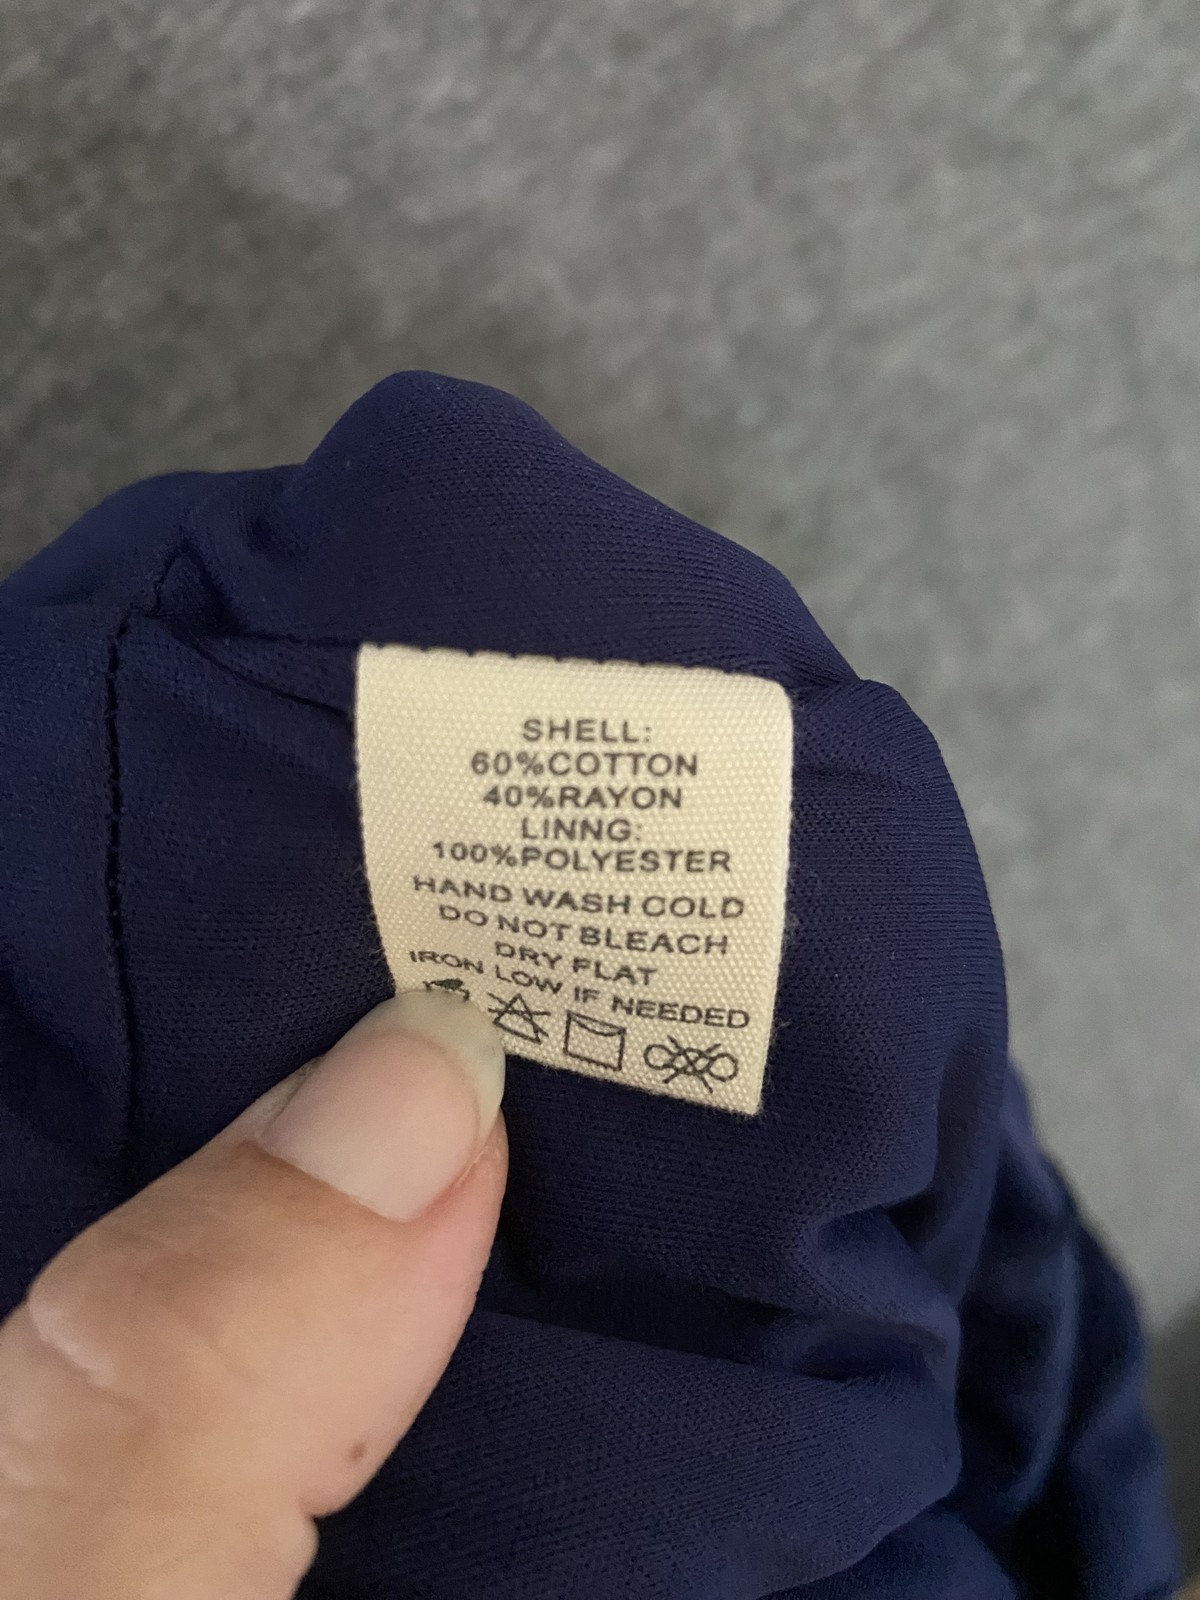 SHELL:
60%COTTON
40%RAYON
LINNG:
100%POLYESTER
HAND WASH COLD
DO NOT BLEACH
DRY FLAT
IRON LOW IF NEEDED